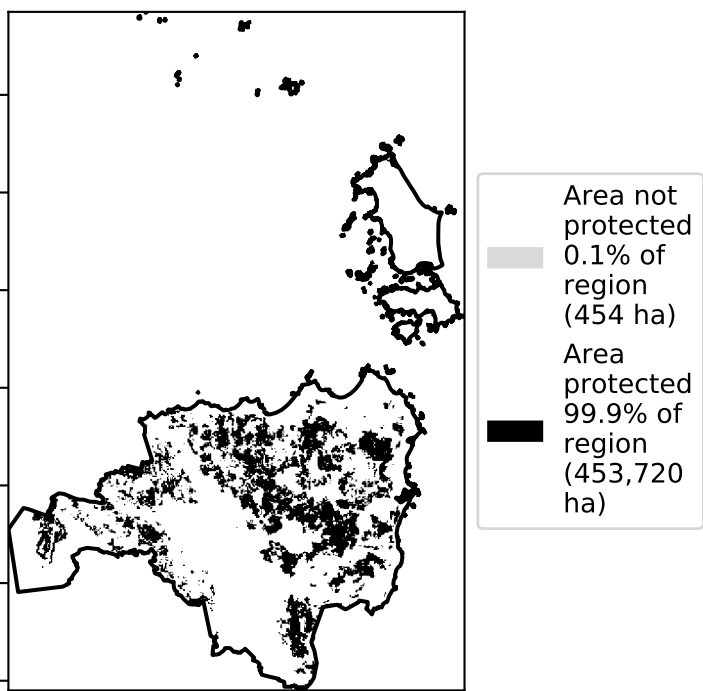 Area not
protected
0.1% of
region
(454 ha)
Area
protected
99.9% of
region
(453,720
ha)